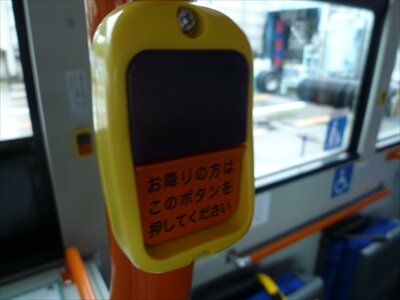 お降りの方は
このボタンを
押してください